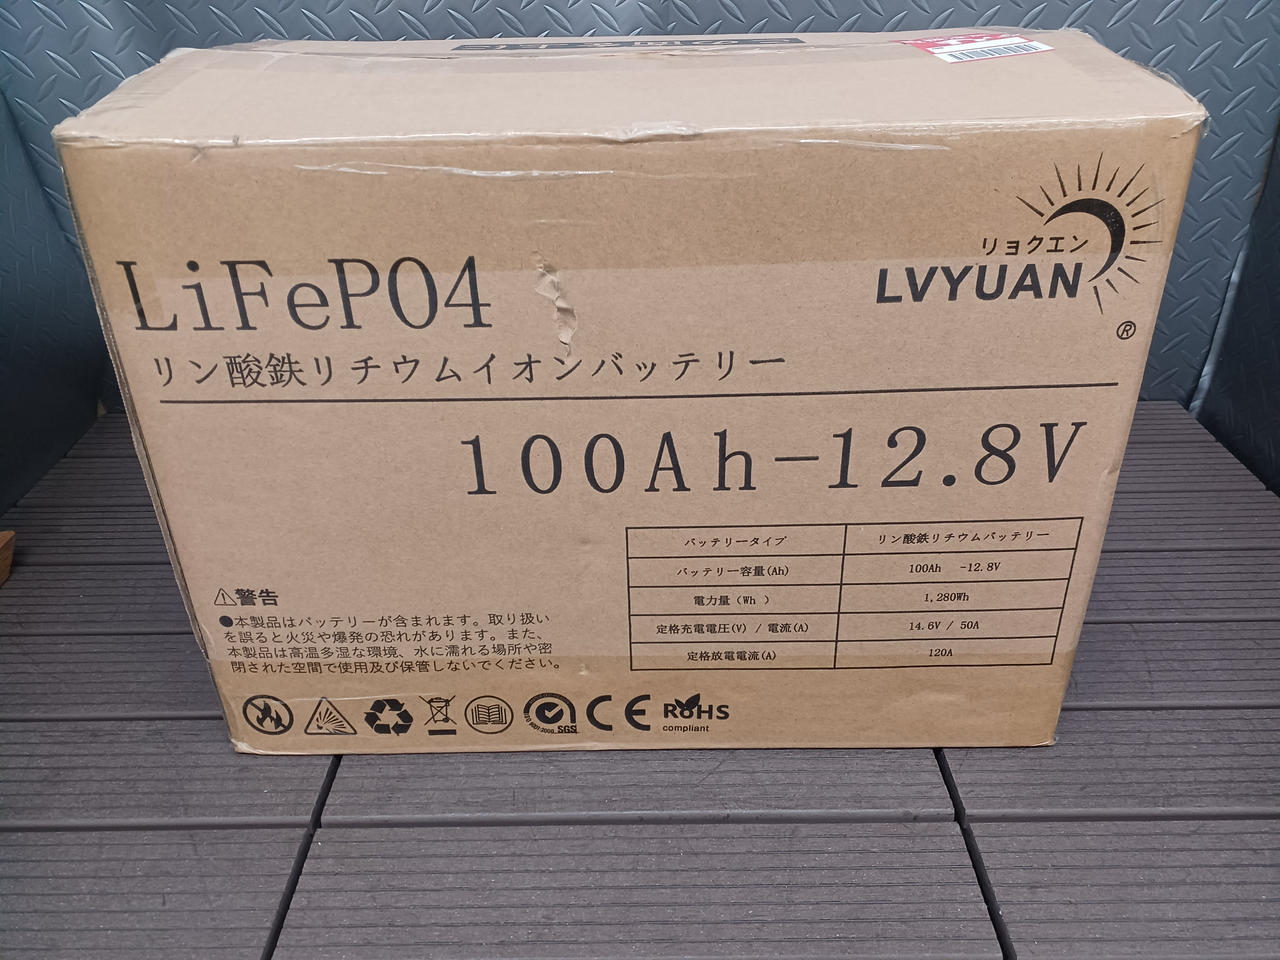 リョクエン
LVYUAN
®
LiFePO4
リン酸鉄リチウムイオンバッテリー
100Ah-12.8V
バッテリータイプ リン酸鉄リチウムバッテリー
バッテリー容量(Ah) 100Ah -12.8V
電力量（Wh ） 1,280Wh
定格充電電圧(V) / 電流(A) 14.6V / 50A
定格放電電流(A) 120A
警告
●本製品はバッテリーが含まれます。取り扱い
を誤ると火災や爆発の恐れがあります。また、
本製品は高温多湿な環境、水に濡れる場所や密
閉された空間で使用及び保管しないでください。
SGS
CE
RoHS
compliant